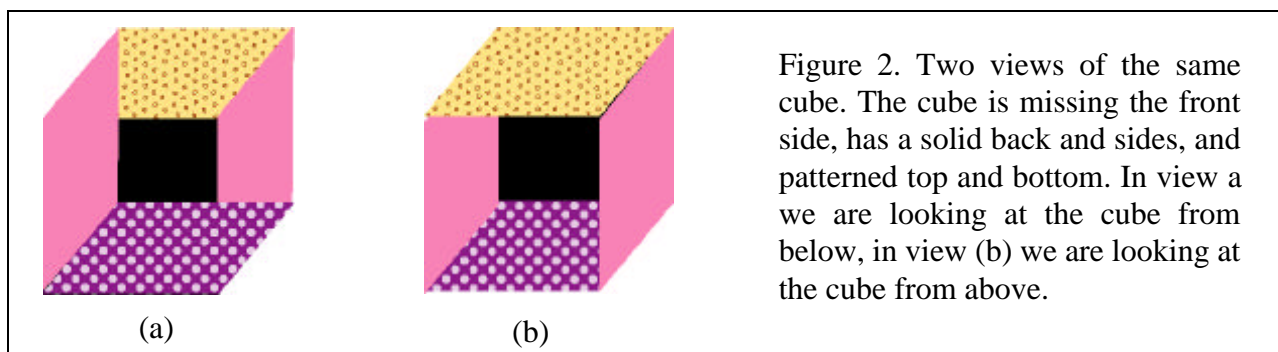 Figure 2. Two views of the same
cube. The cube is missing the front
side, has a solid back and sides, and
patterned top and bottom. In view a
we are looking at the cube from
below, in view (b) we are looking at
the cube from above.
(a)
(b)